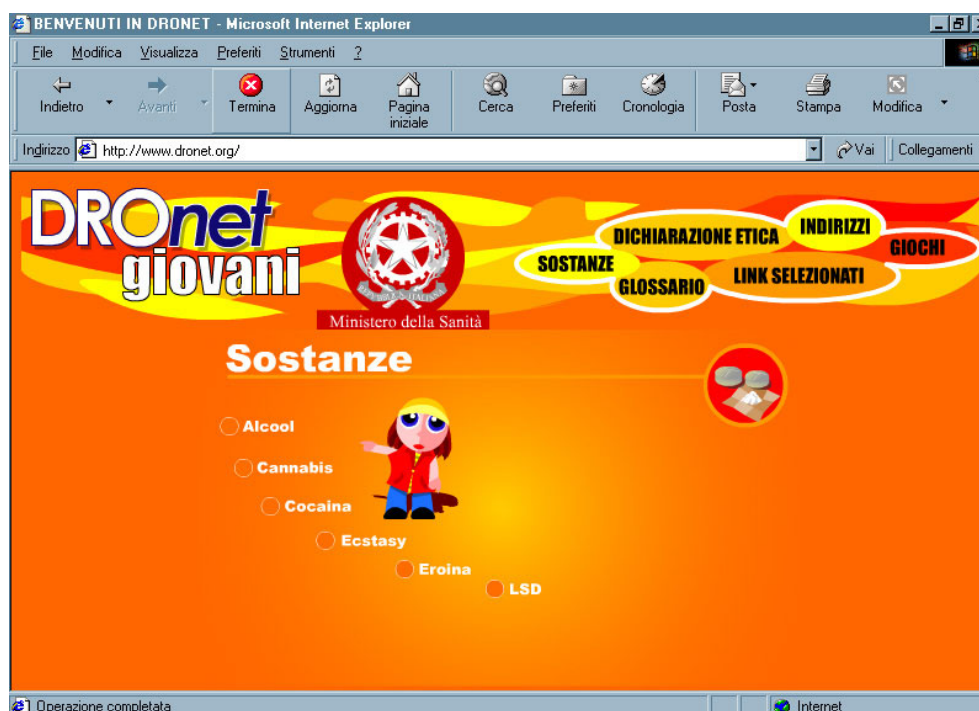 BENVENUTI IN DRONET - Microsoft Internet Explorer
File Modifica Visualizza Preferiti Strumenti ?
Indietro Avanti Termina Aggiorna Pagina iniziale Cerca Preferiti Cronologia Posta Stampa Modifica
Indirizzo http://www.dronet.org/ Vai Collegamenti
DROnet
giovani
REPVBBLICA ITALIANA
Ministero della Sanità
SOSTANZE
DICHIARAZIONE ETICA
INDIRIZZI
GIOCHI
GLOSSARIO
LINK SELEZIONATI
Sostanze
Alcool
Cannabis
Cocaina
Ecstasy
Eroina
LSD
Operazione completata Internet